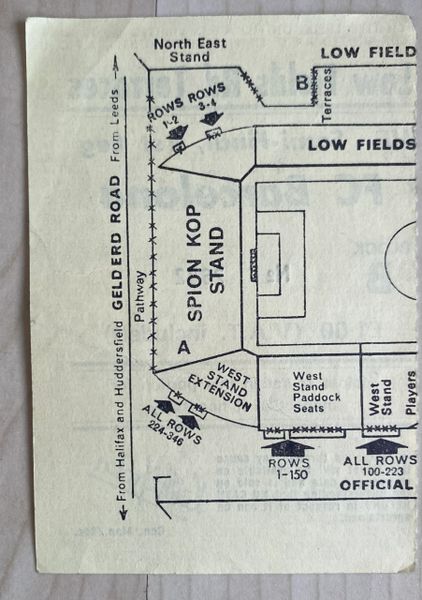 North East
Stand
LOW FIELD
B
Terraces
ROWS
1-2
ROWS
3-4
LOW FIELDS
From Leeds
GELDERD ROAD
From Halifax and Huddersfield
Pathway
SPION KOP
STAND
A
WEST
STAND
EXTENSION
ALL ROWS
224-346
West
Stand
Paddock
Seats
West
Stand
Players
ROWS
1-150
ALL ROWS
100-223
OFFICIAL